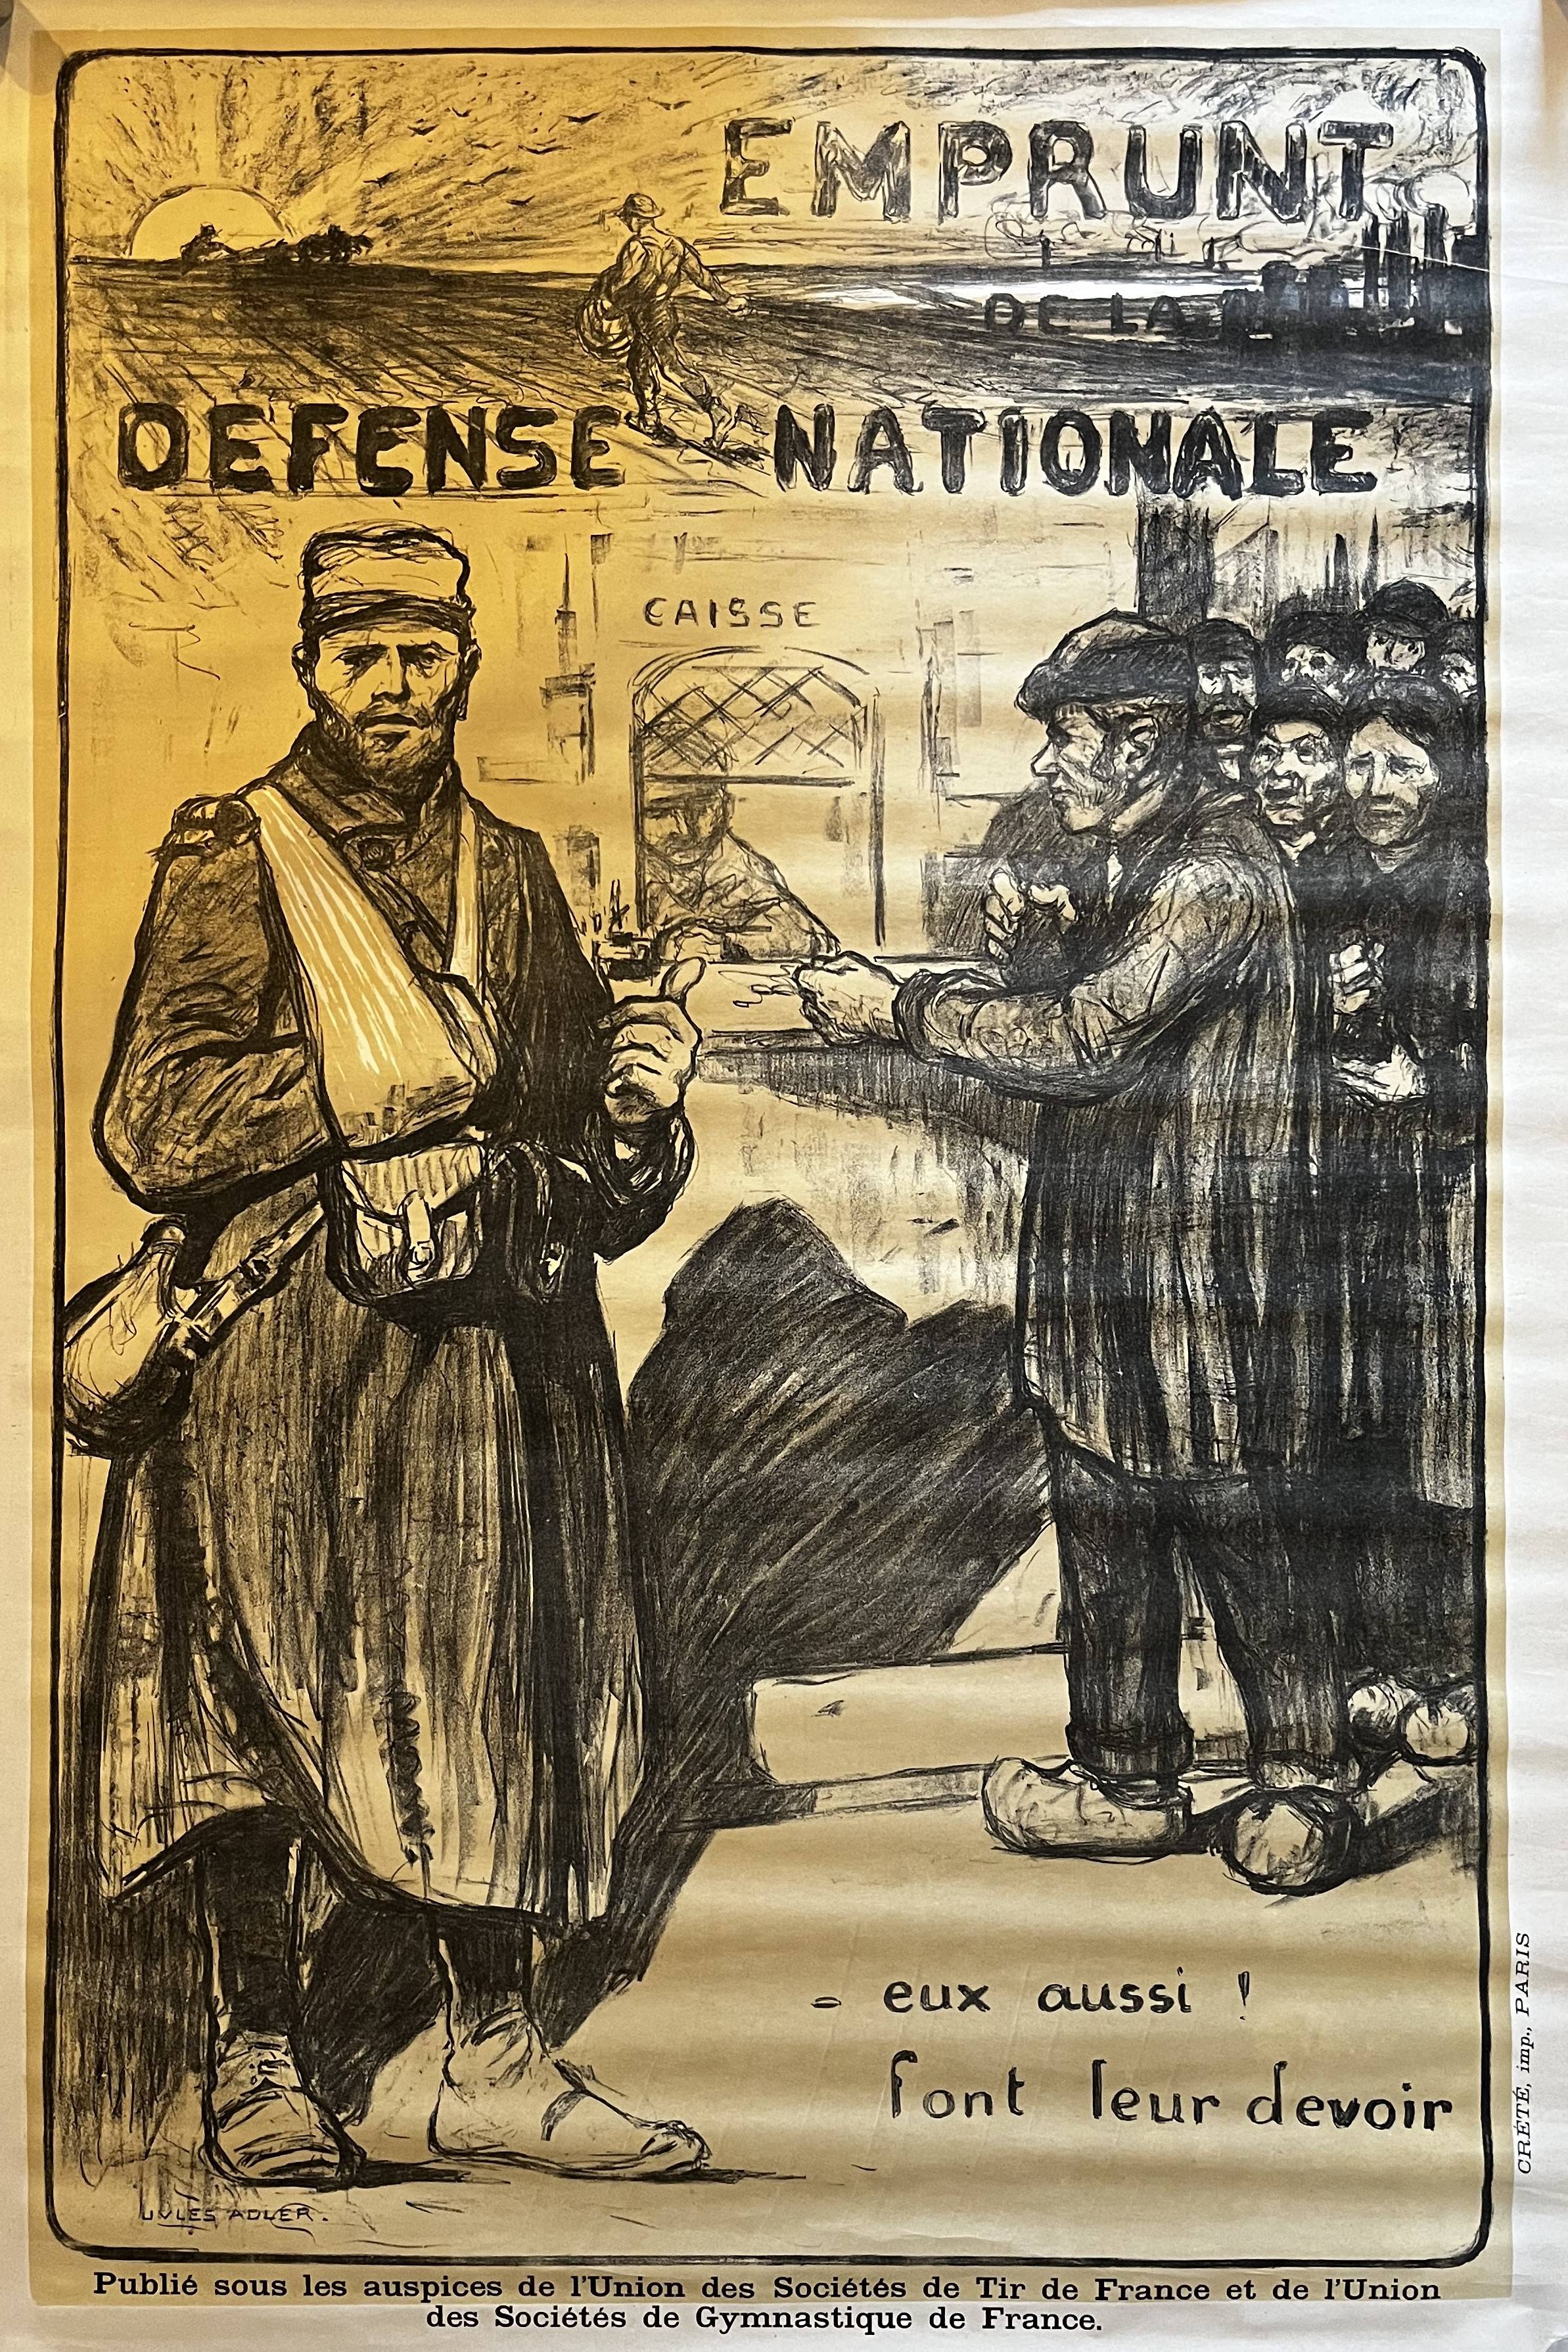 EMPRUNT
DE LA
DEFENSE NATIONALE
CAISSE
= eux aussi !
font leur devoir
JULES ADLER.
CRÉTÉ, imp., PARIS
Publié sous les auspices de l'Union des Sociétés de Tir de France et de l'Union
des Sociétés de Gymnastique de France.